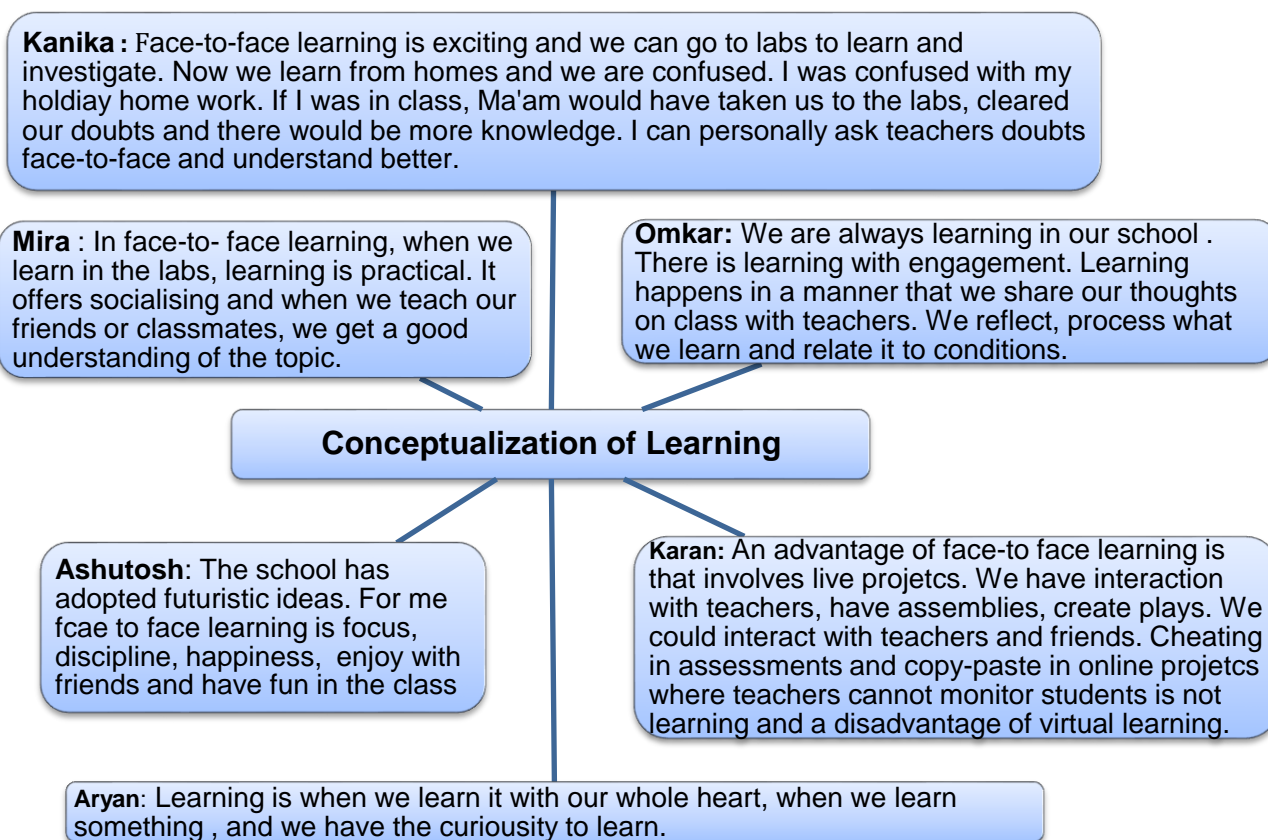 Kanika : Face-to-face learning is exciting and we can go to labs to learn and
investigate. Now we learn from homes and we are confused. I was confused with my
holdiay home work. If I was in class, Ma'am would have taken us to the labs, cleared
our doubts and there would be more knowledge. I can personally ask teachers doubts
face-to-face and understand better.
Mira : In face-to- face learning, when we
learn in the labs, learning is practical. It
offers socialising and when we teach our
friends or classmates, we get a good
understanding of the topic.
Omkar: We are always learning in our school .
There is learning with engagement. Learning
happens in a manner that we share our thoughts
on class with teachers. We reflect, process what
we learn and relate it to conditions.
Conceptualization of Learning
Ashutosh: The school has
adopted futuristic ideas. For me
fcae to face learning is focus,
discipline, happiness, enjoy with
friends and have fun in the class
Karan: An advantage of face-to face learning is
that involves live projetcs. We have interaction
with teachers, have assemblies, create plays. We
could interact with teachers and friends. Cheating
in assessments and copy-paste in online projetcs
where teachers cannot monitor students is not
learning and a disadvantage of virtual learning.
Aryan: Learning is when we learn it with our whole heart, when we learn
something , and we have the curiousity to learn.